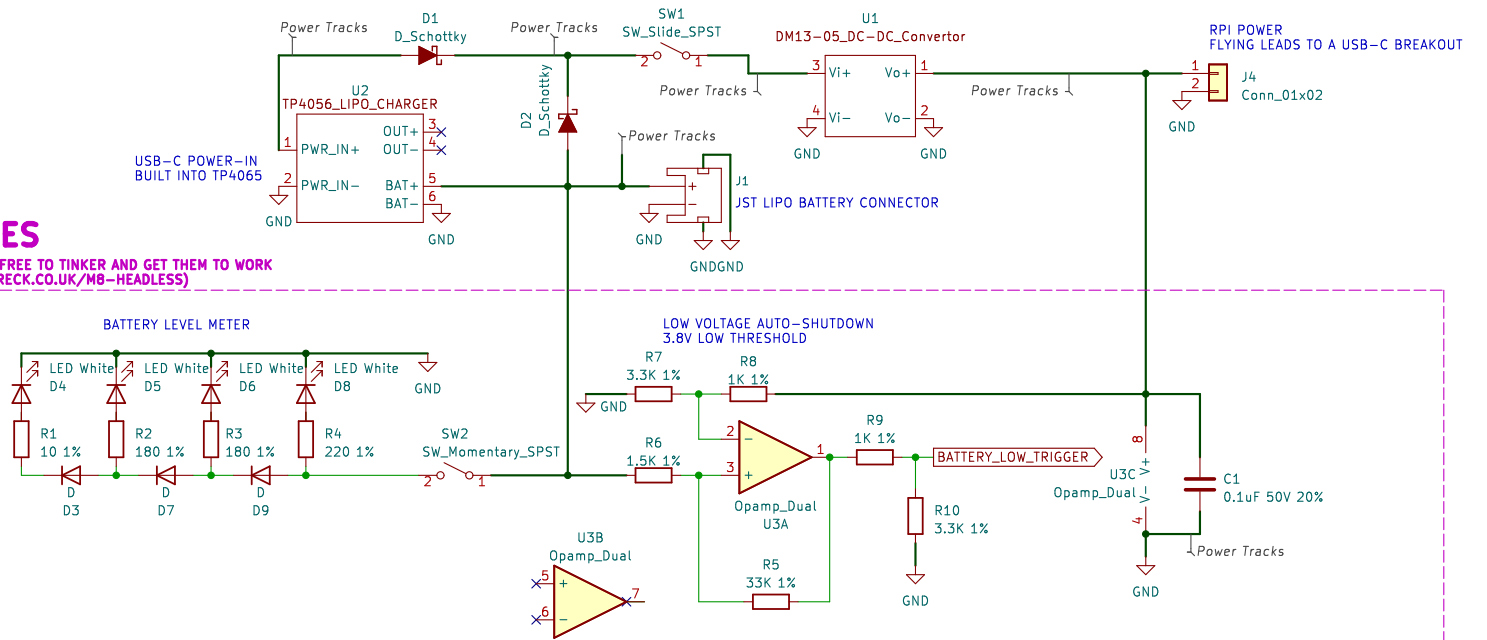 Power Tracks
D1
D_Schottky
Power Tracks
SW1
SW_Slide_SPST
2
1
U1
DM13-05_DC-DC_Convertor
3
Vi+
Vo+
1
4
Vi-
Vo-
2
GND
GND
Power Tracks
Power Tracks
RPI POWER
FLYING LEADS TO A USB-C BREAKOUT
1
2
J4
Conn_01x02
GND
D2
D_Schottky
U2
TP4056_LIPO_CHARGER
OUT+
3
OUT-
4
1
PWR_IN+
2
PWR_IN-
BAT+
5
BAT-
6
GND
GND
USB-C POWER-IN
BUILT INTO TP4065
Power Tracks
+
-
J1
JST LIPO BATTERY CONNECTOR
GND
GND
GND
ES
FREE TO TINKER AND GET THEM TO WORK
RECK.CO.UK/M8-HEADLESS)
BATTERY LEVEL METER
LED White
D4
LED White
D5
LED White
D6
LED White
D8
GND
R1
10 1%
R2
180 1%
R3
180 1%
R4
220 1%
D
D3
D
D7
D
D9
SW2
SW_Momentary_SPST
2
1
LOW VOLTAGE AUTO-SHUTDOWN
3.8V LOW THRESHOLD
R7
3.3K 1%
R8
1K 1%
GND
R6
1.5K 1%
2
-
3
+
1
Opamp_Dual
U3A
R9
1K 1%
BATTERY_LOW_TRIGGER
R10
3.3K 1%
GND
R5
33K 1%
U3B
Opamp_Dual
5
+
6
-
7
8
V+
U3C
Opamp_Dual
V-
4
C1
0.1uF 50V 20%
Power Tracks
GND